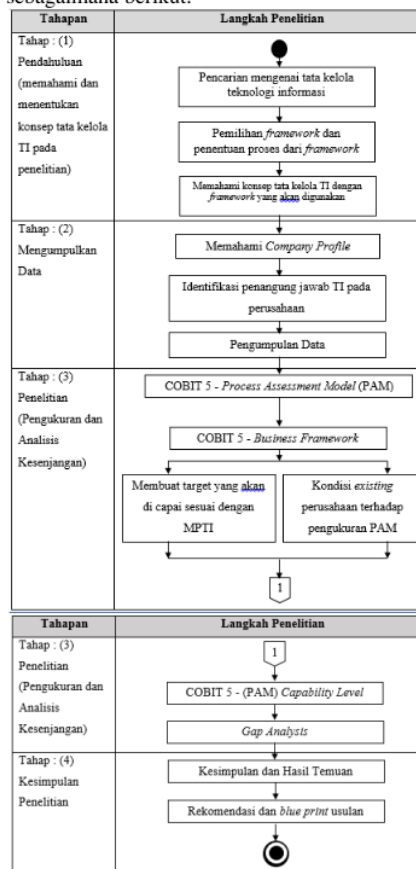 sebagaimana berikut:
Tahapan
Langkah Penelitian
Tahap : (1)
Pendahuluan
(memahami dan
menentukan
konsep tata kelola
TI pada
penelitian)
Pencarian mengenai tata kelola
teknologi informasi
Pemilihan framework dan
penentuan proses dari framework
Memahami konsep tata kelola TI dengan
framework yang akan digunakan
Tahap : (2)
Mengumpulkan
Data
Memahami Company Profile
Identifikasi penangung jawab TI pada
perusahaan
Pengumpulan Data
Tahap : (3)
Penelitian
(Pengukuran dan
Analisis
Kesenjangan)
COBIT 5 - Process Assessment Model (PAM)
COBIT 5 - Business Framework
Membuat target yang akan
di capai sesuai dengan
MPTI
Kondisi existing
perusahaan terhadap
pengukuran PAM
1
Tahapan
Langkah Penelitian
Tahap : (3)
Penelitian
(Pengukuran dan
Analisis
Kesenjangan)
1
COBIT 5 - (PAM) Capability Level
Gap Analysts
Tahap : (4)
Kesimpulan
Penelitian
Kesimpulan dan Hasil Temuan
Rekomendasi dan blue print usulan